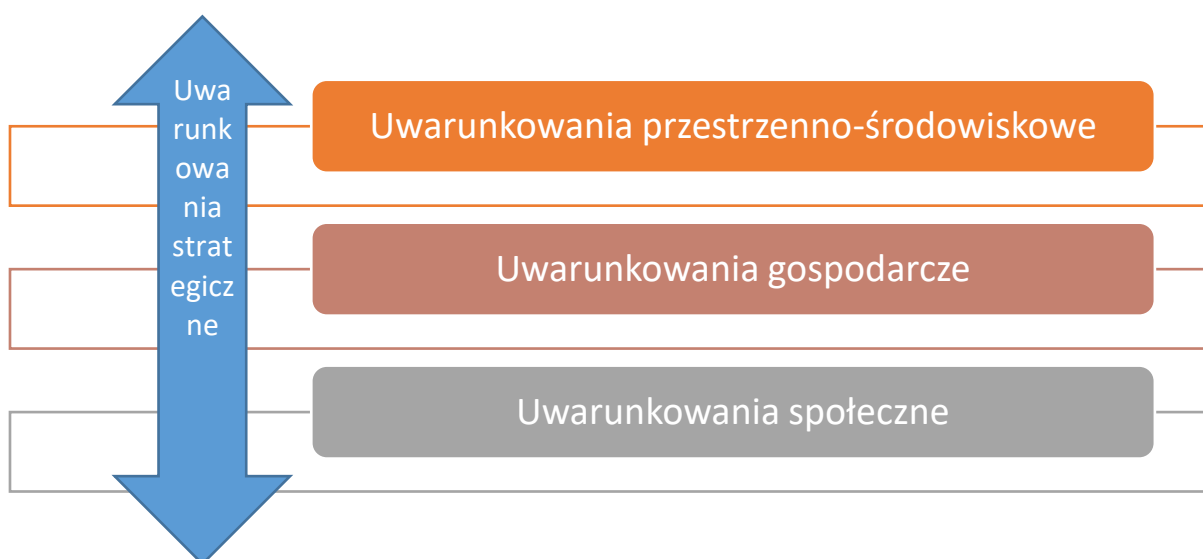 Uwa
runk
owa
nia
strat
egicz
ne
Uwarunkowania przestrzenno-środowiskowe
Uwarunkowania gospodarcze
Uwarunkowania społeczne